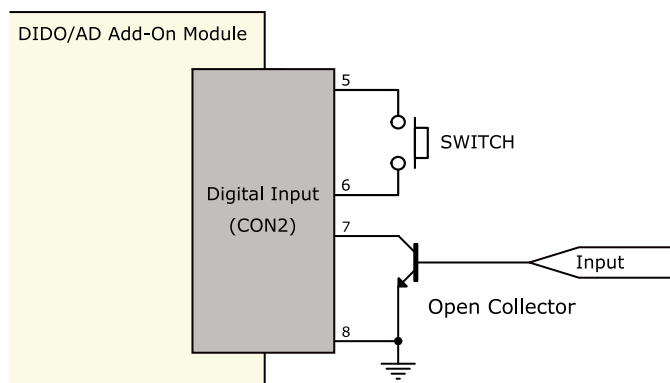 DIDO/AD Add-On Module
5
SWITCH
6
Digital Input
(CON2)
7
Input
Open Collector
8